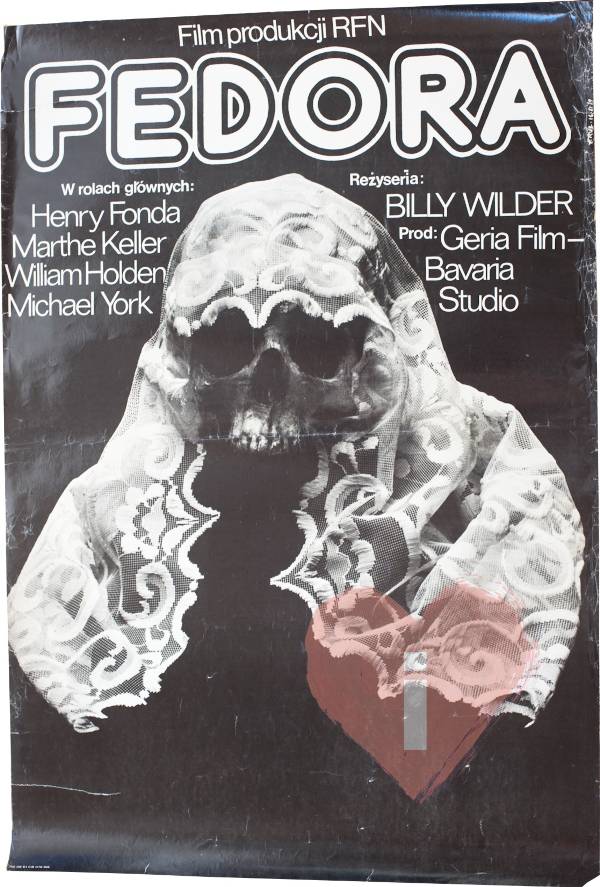 Film produkcji RFN
FEDORA
W rolach głównych:
Henry Fonda
Marthe Keller
William Holden
Michael York
Reżyseria:
BILLY WILDER
Prod: Geria Film–
Bavaria
Studio
i